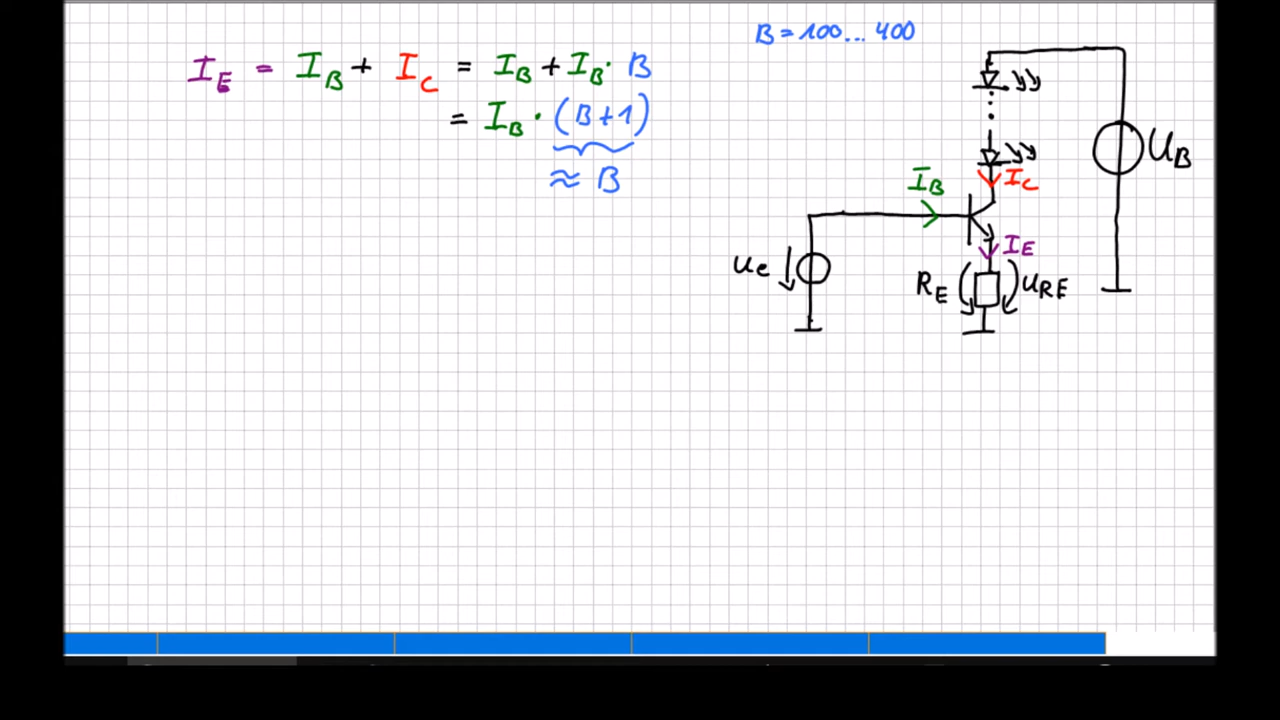 B = 100... 400
I_E = I_B + I_C = I_B + I_B · B
= I_B · (B+1)
≈ B
U_B
I_B
I_C
I_E
u_e
R_E
u_RE